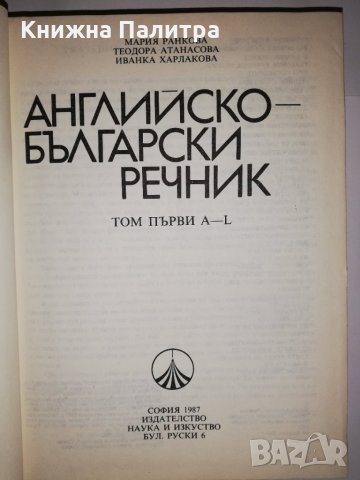 Книжна Палитра
МАРИЯ РАНКОВА
ТЕОДОРА АТАНАСОВА
ИВАНКА ХАРЛАКОВА
АНГЛИЙСКО—
БЪЛГАРСКИ
РЕЧНИК
ТОМ ПЪРВИ A—L
СОФИЯ 1987
ИЗДАТЕЛСТВО
НАУКА И ИЗКУСТВО
БУЛ. РУСКИ 6
BAZAR